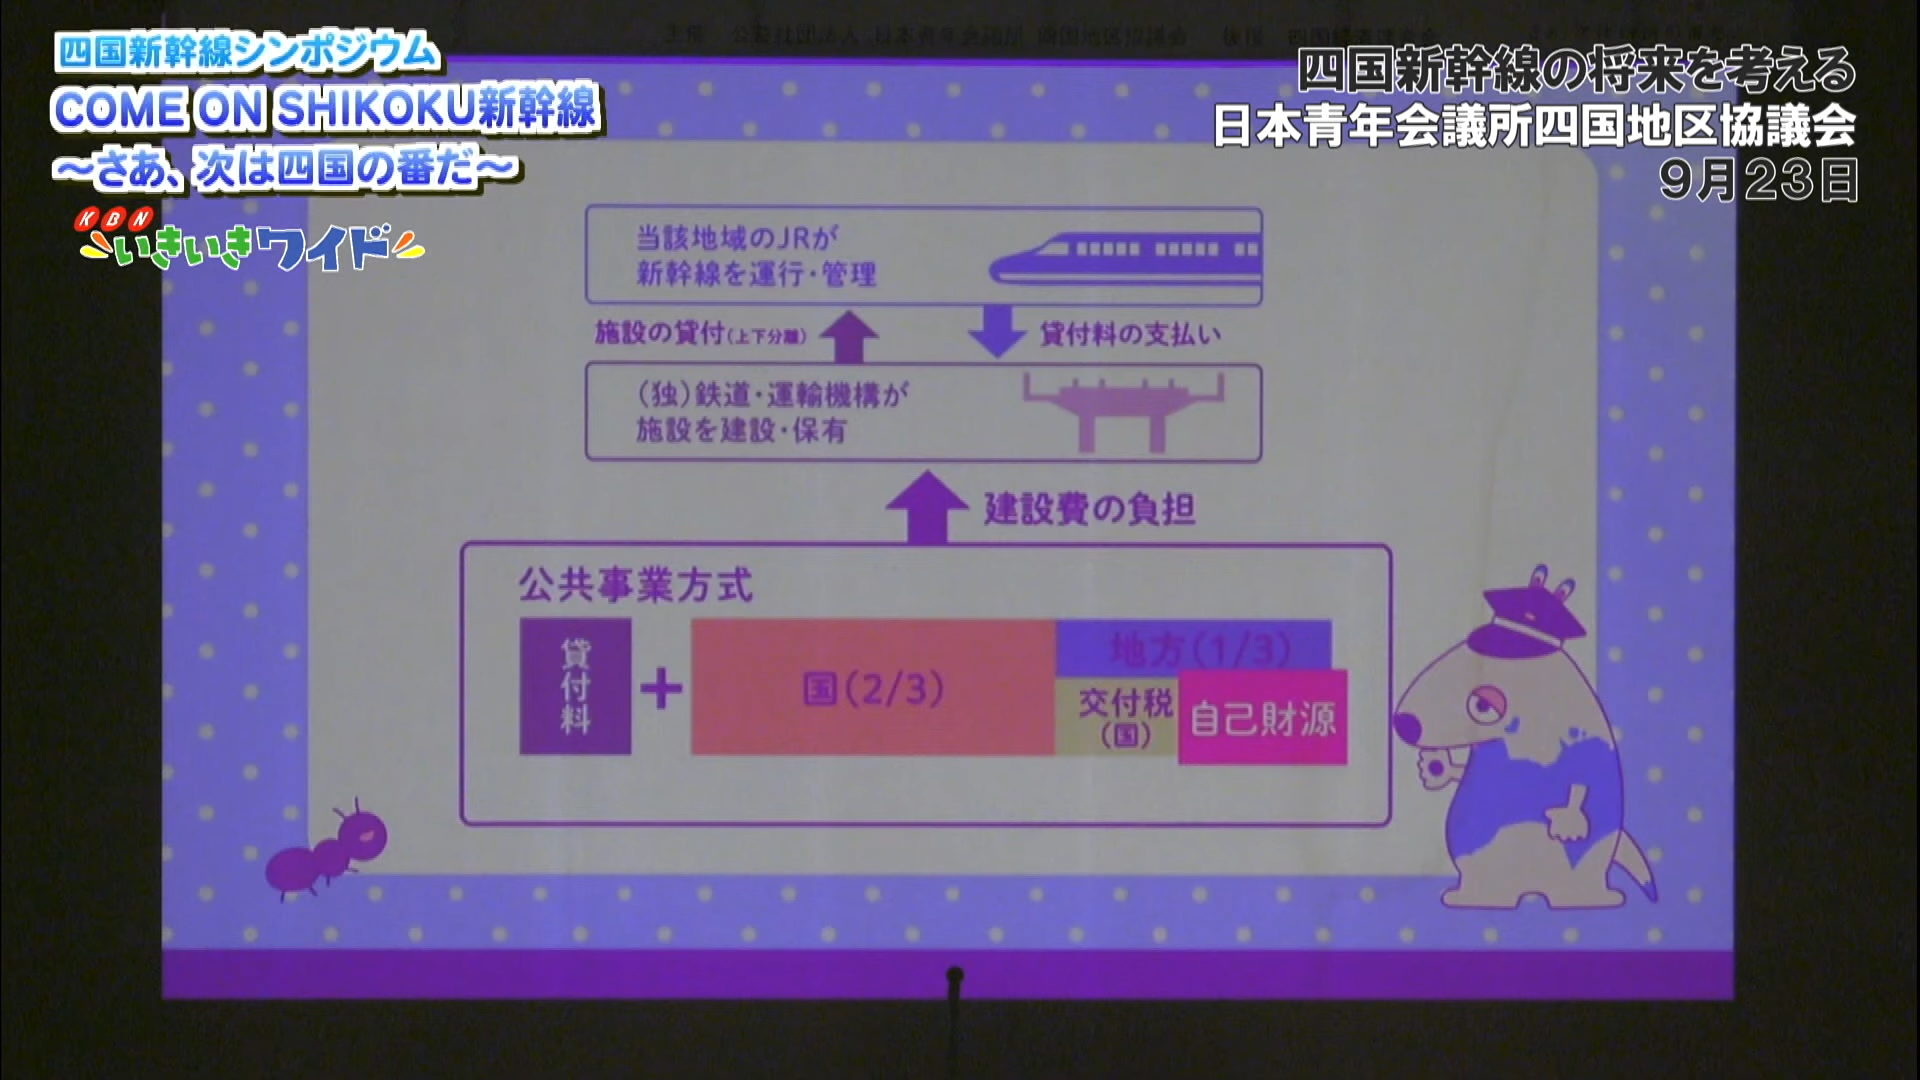 四国新幹線シンポジウム
COME ON SHIKOKU新幹線
～さあ、次は四国の番だ～
KBN
いきいきワイド
四国新幹線の将来を考える
日本青年会議所四国地区協議会
9月23日
当該地域のJRが
新幹線を運行・管理
施設の貸付(上下分離)
貸付料の支払い
(独)鉄道・運輸機構が
施設を建設・保有
建設費の負担
公共事業方式
貸付料
+
国(2/3)
地方(1/3)
交付税
(国)
自己財源